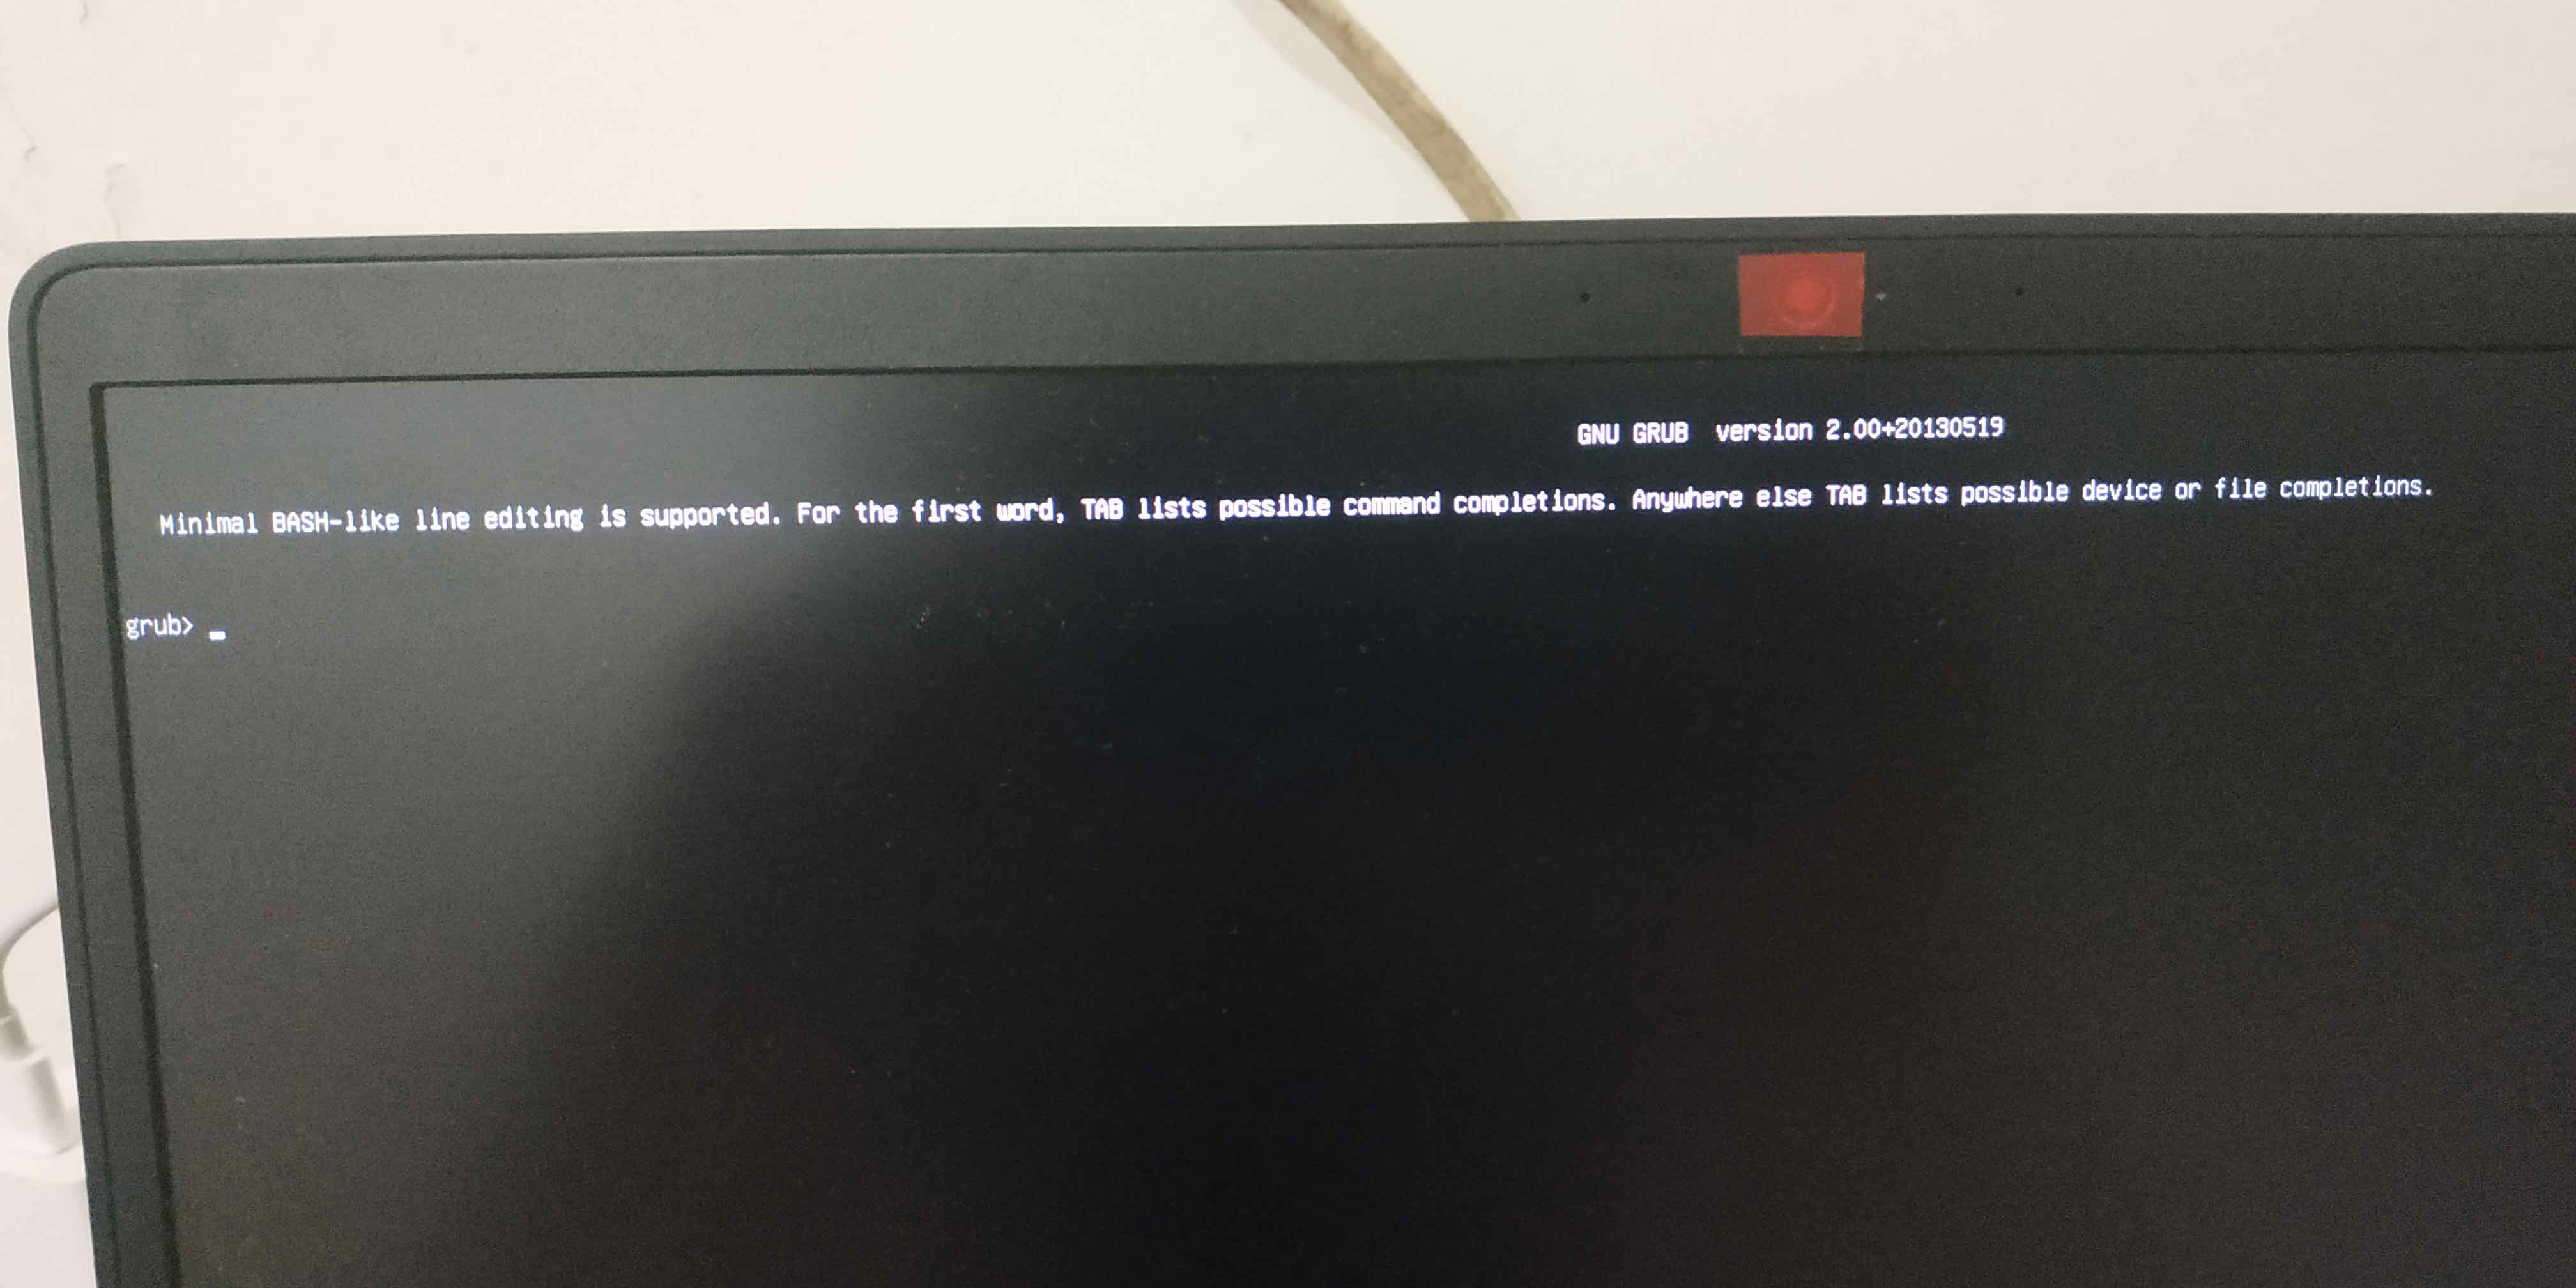 GNU GRUB  version 2.00+20130519
Minimal BASH-like line editing is supported. For the first word, TAB lists possible command completions. Anywhere else TAB lists possible device or file completions.
grub> _